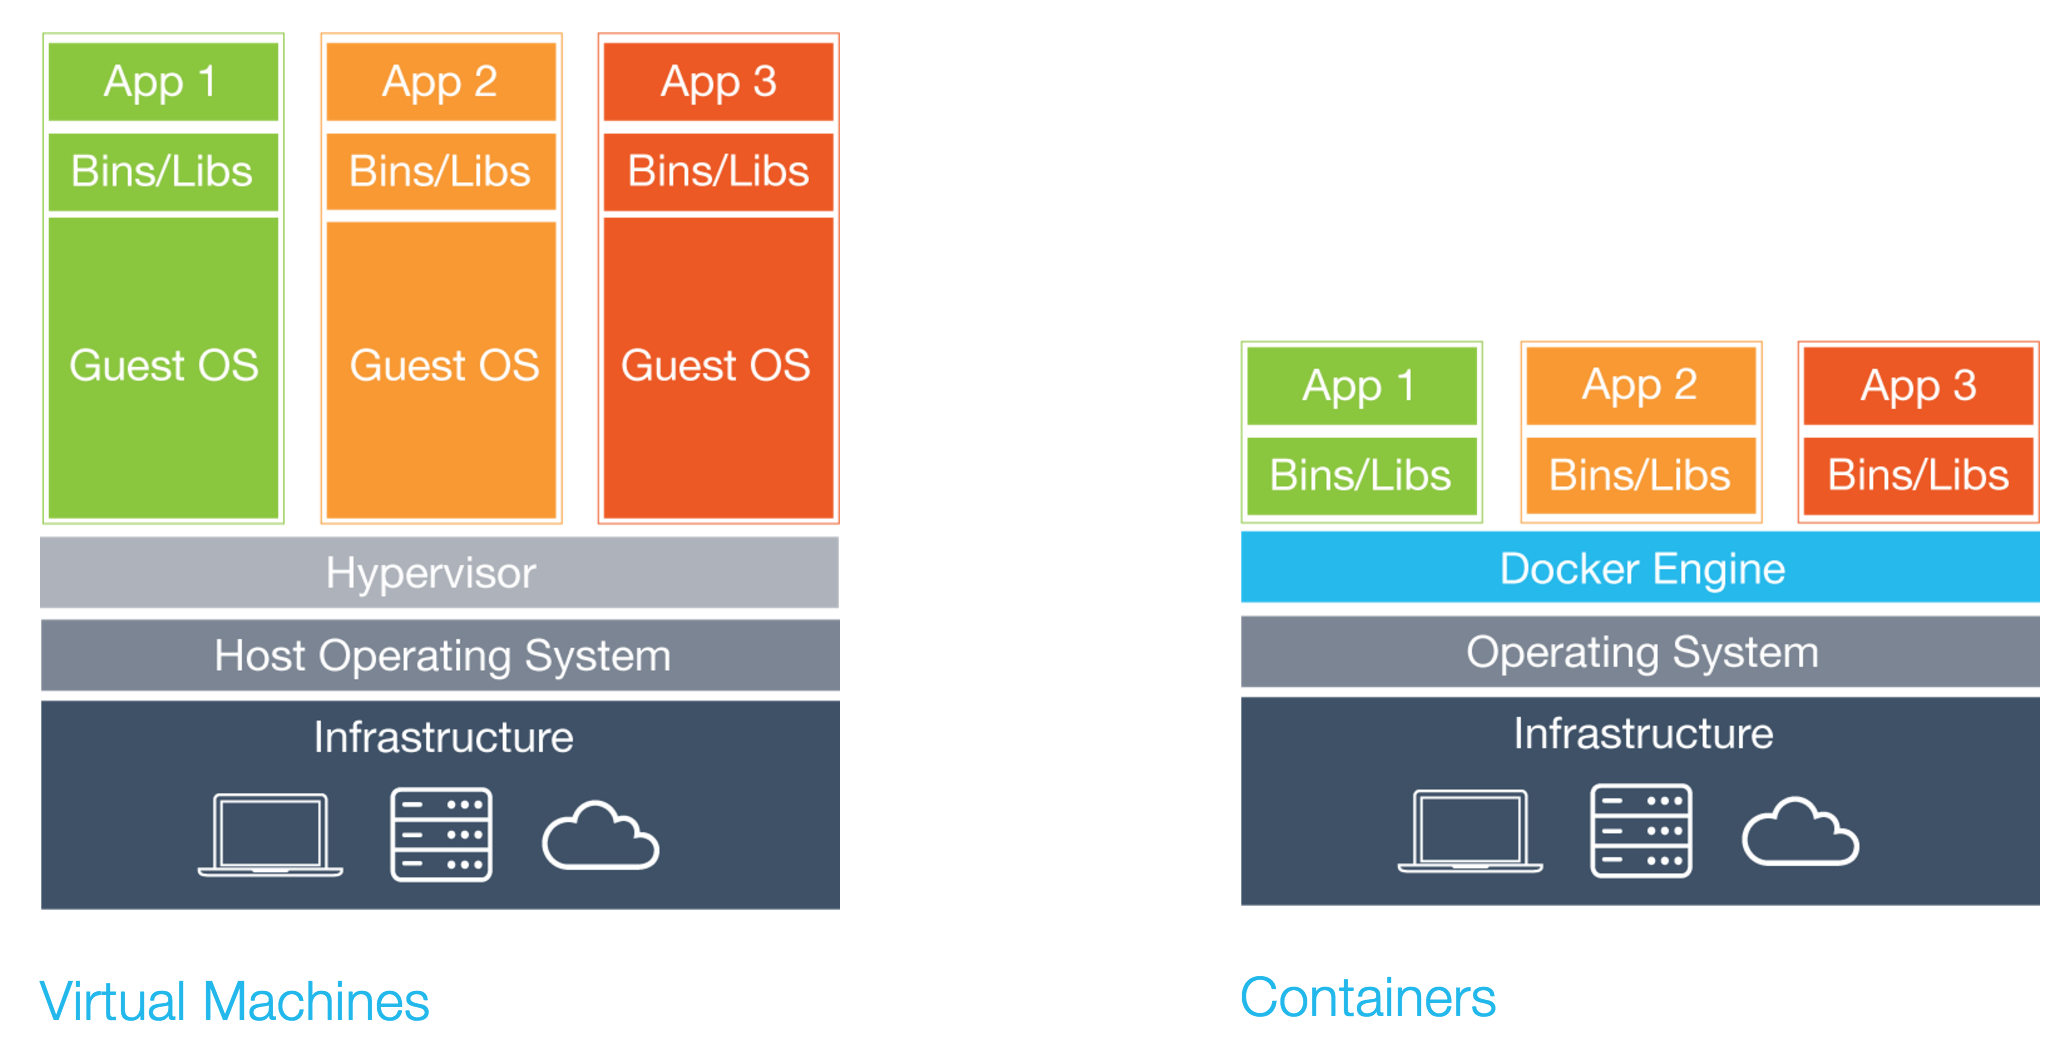 App 1
App 2
App 3
Bins/Libs
Bins/Libs
Bins/Libs
Guest OS
Guest OS
Guest OS
Hypervisor
Host Operating System
Infrastructure
Virtual Machines
App 1
App 2
App 3
Bins/Libs
Bins/Libs
Bins/Libs
Docker Engine
Operating System
Infrastructure
Containers